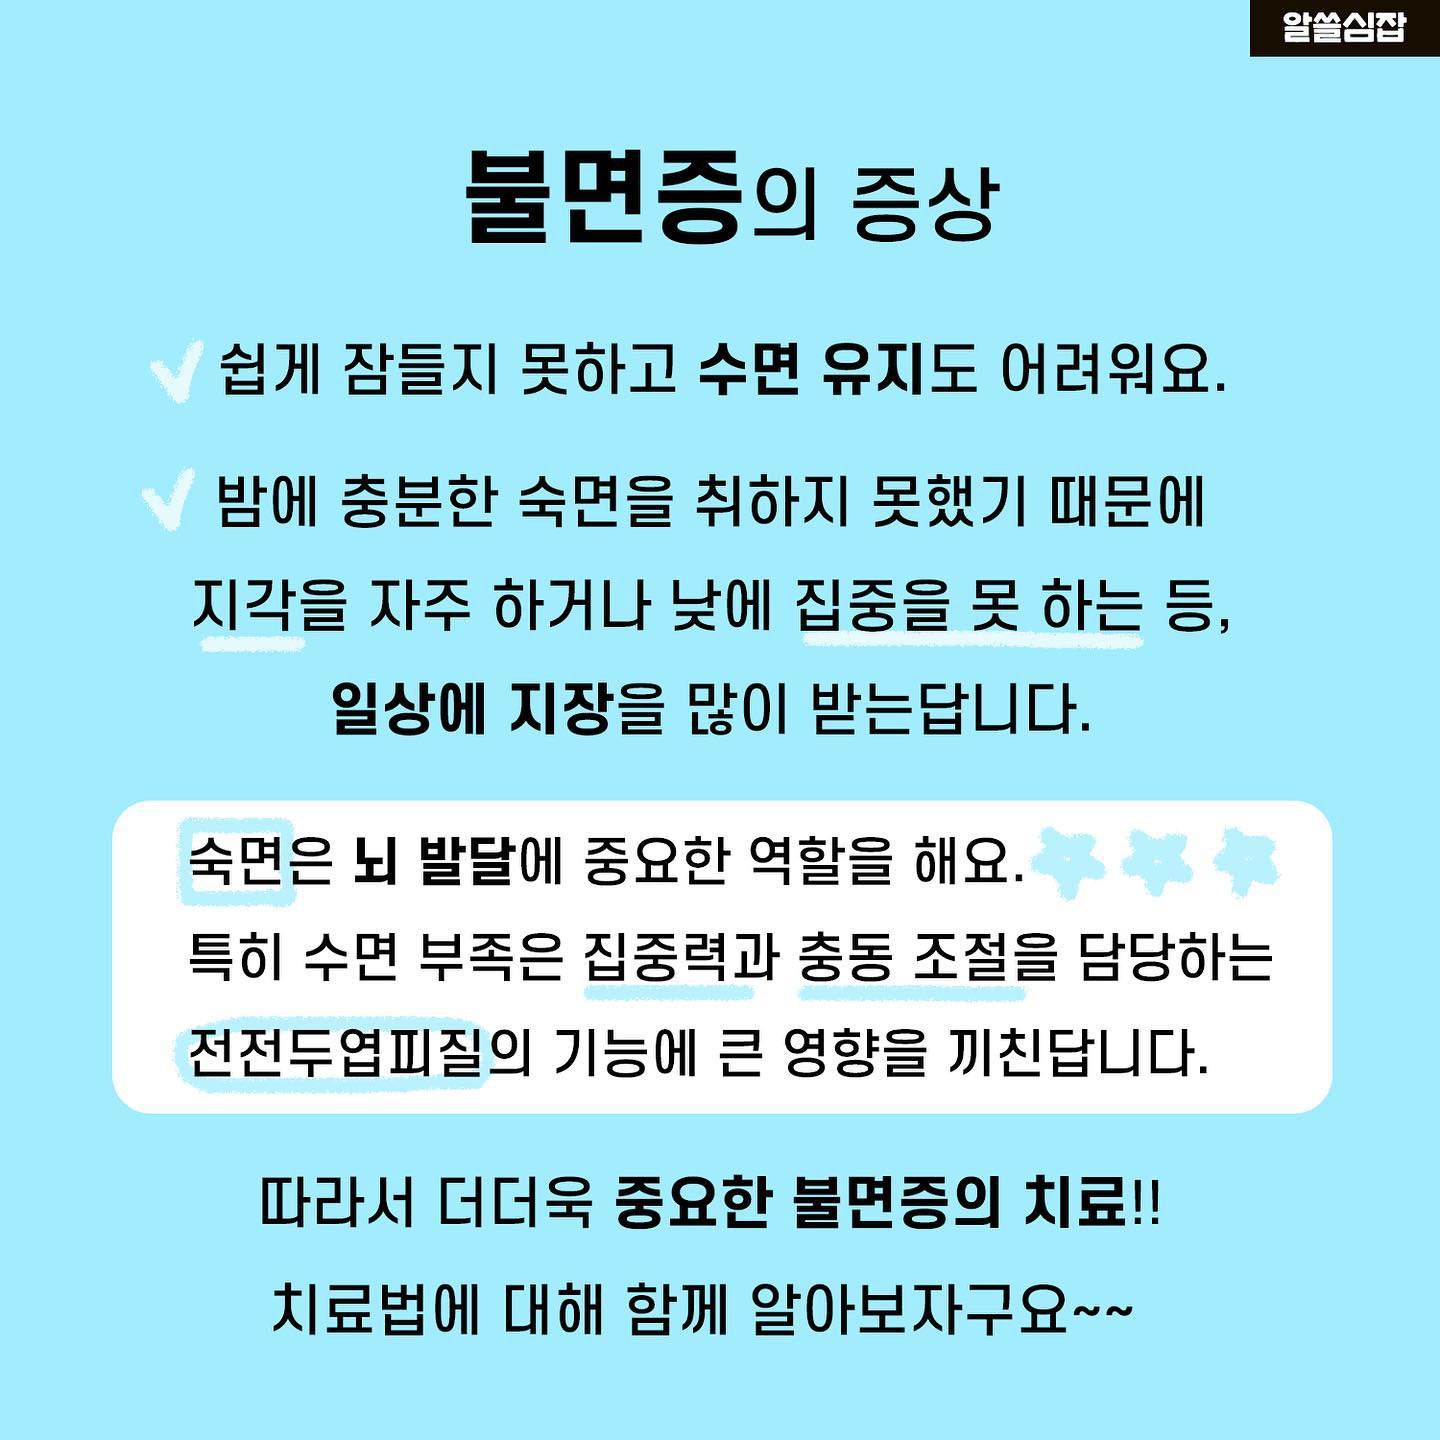 알쓸심잡
불면증의 증상
쉽게 잠들지 못하고 수면 유지도 어려워요.
밤에 충분한 숙면을 취하지 못했기 때문에
지각을 자주 하거나 낮에 집중을 못 하는 등,
일상에 지장을 많이 받는답니다.
숙면은 뇌 발달에 중요한 역할을 해요.
특히 수면 부족은 집중력과 충동 조절을 담당하는
전전두엽피질의 기능에 큰 영향을 끼친답니다.
따라서 더더욱 중요한 불면증의 치료!!
치료법에 대해 함께 알아보자구요~~